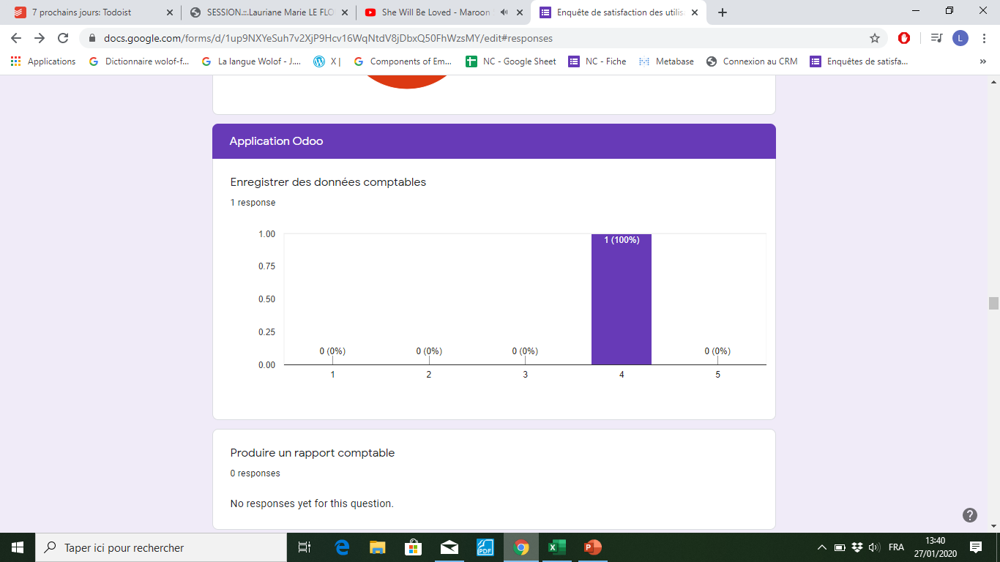 7 prochains jours: Todoist
SESSION.::.Lauriane Marie LE FLO
She Will Be Loved - Maroon
Enquête de satisfaction des utilis
docs.google.com/forms/d/1up9NXYeSuh7v2XjP9Hcv16WqNtdV8jDbxQ50FhWzsMY/edit#responses
L
Applications
Dictionnaire wolof-f...
La langue Wolof - J....
X |
Components of Em...
NC - Google Sheet
NC - Fiche
Metabase
Connexion au CRM
Enquêtes de satisfa...
»
Application Odoo
Enregistrer des données comptables
1 response
1.00
0.75
0.50
0.25
0.00
0 (0%)
0 (0%)
0 (0%)
1 (100%)
0 (0%)
1
2
3
4
5
Produire un rapport comptable
0 responses
No responses yet for this question.
Taper ici pour rechercher
PDF
FRA
13:40
27/01/2020